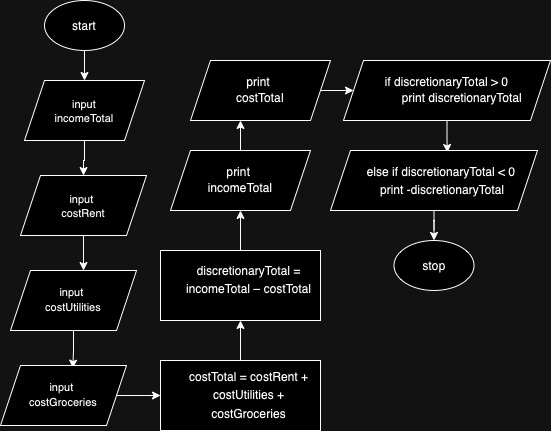 start
input
incomeTotal
input
costRent
input
costUtilities
input
costGroceries
costTotal = costRent +
costUtilities +
costGroceries
discretionaryTotal =
incomeTotal – costTotal
print
incomeTotal
print
costTotal
if discretionaryTotal > 0
print discretionaryTotal
else if discretionaryTotal < 0
print -discretionaryTotal
stop